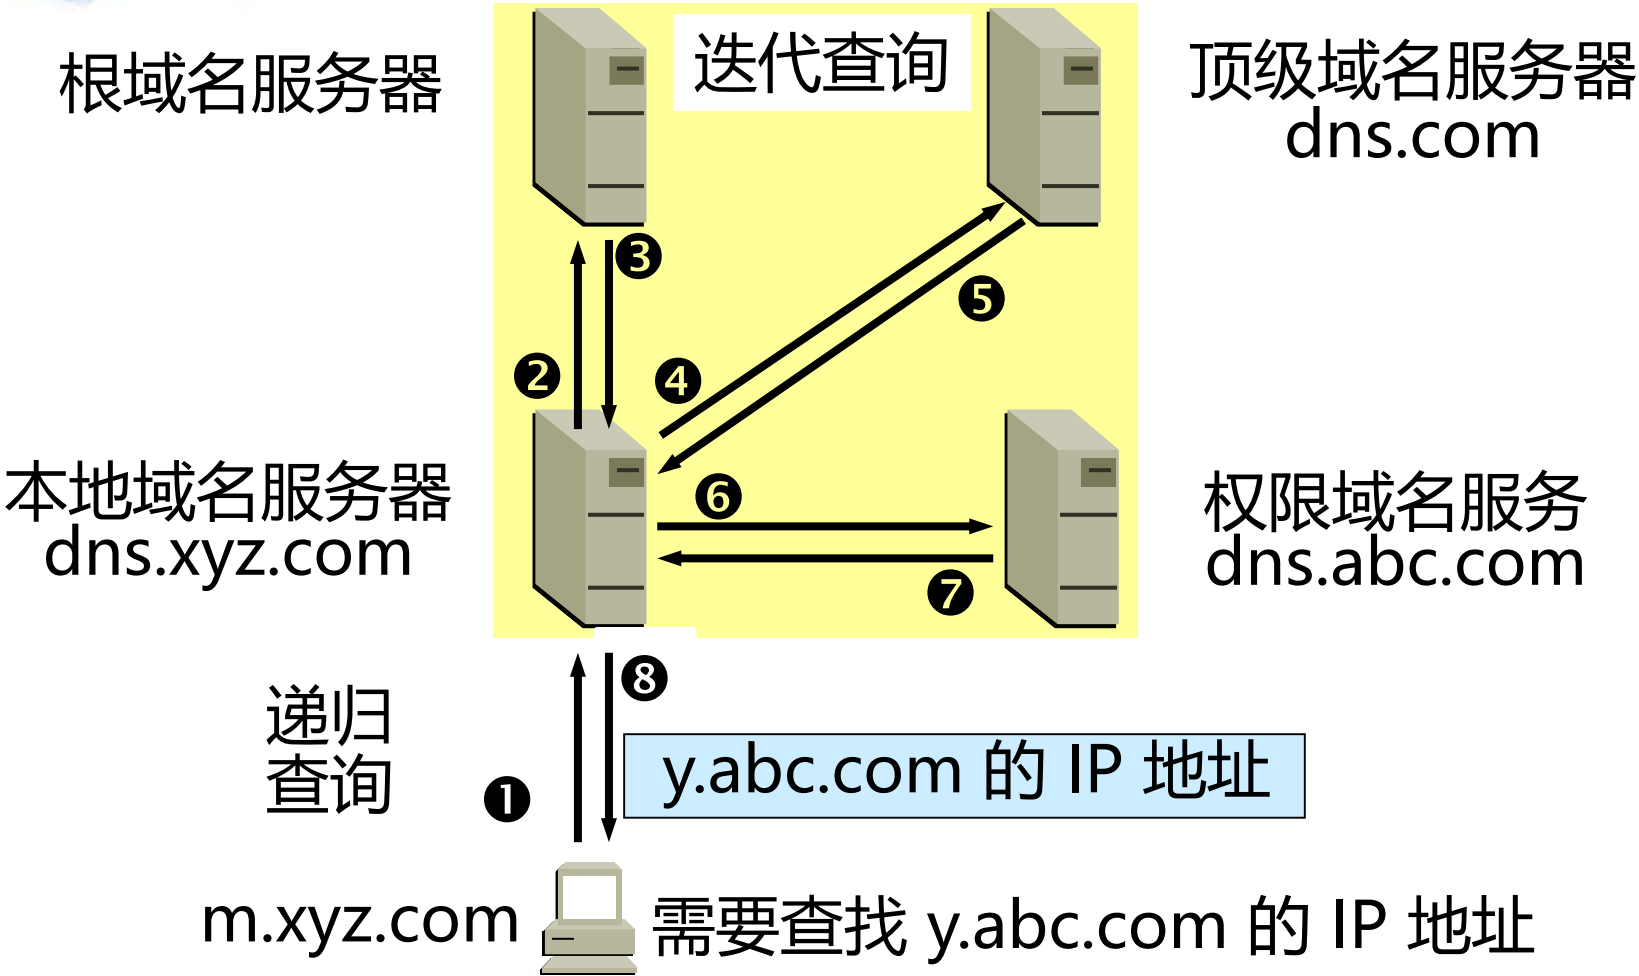 根域名服务器
迭代查询
顶级域名服务器
dns.com
❸
❺
❷
❹
本地域名服务器
dns.xyz.com
❻
权限域名服务
dns.abc.com
❼
递归
查询
❽
❶
y.abc.com 的 IP 地址
m.xyz.com
需要查找 y.abc.com 的 IP 地址